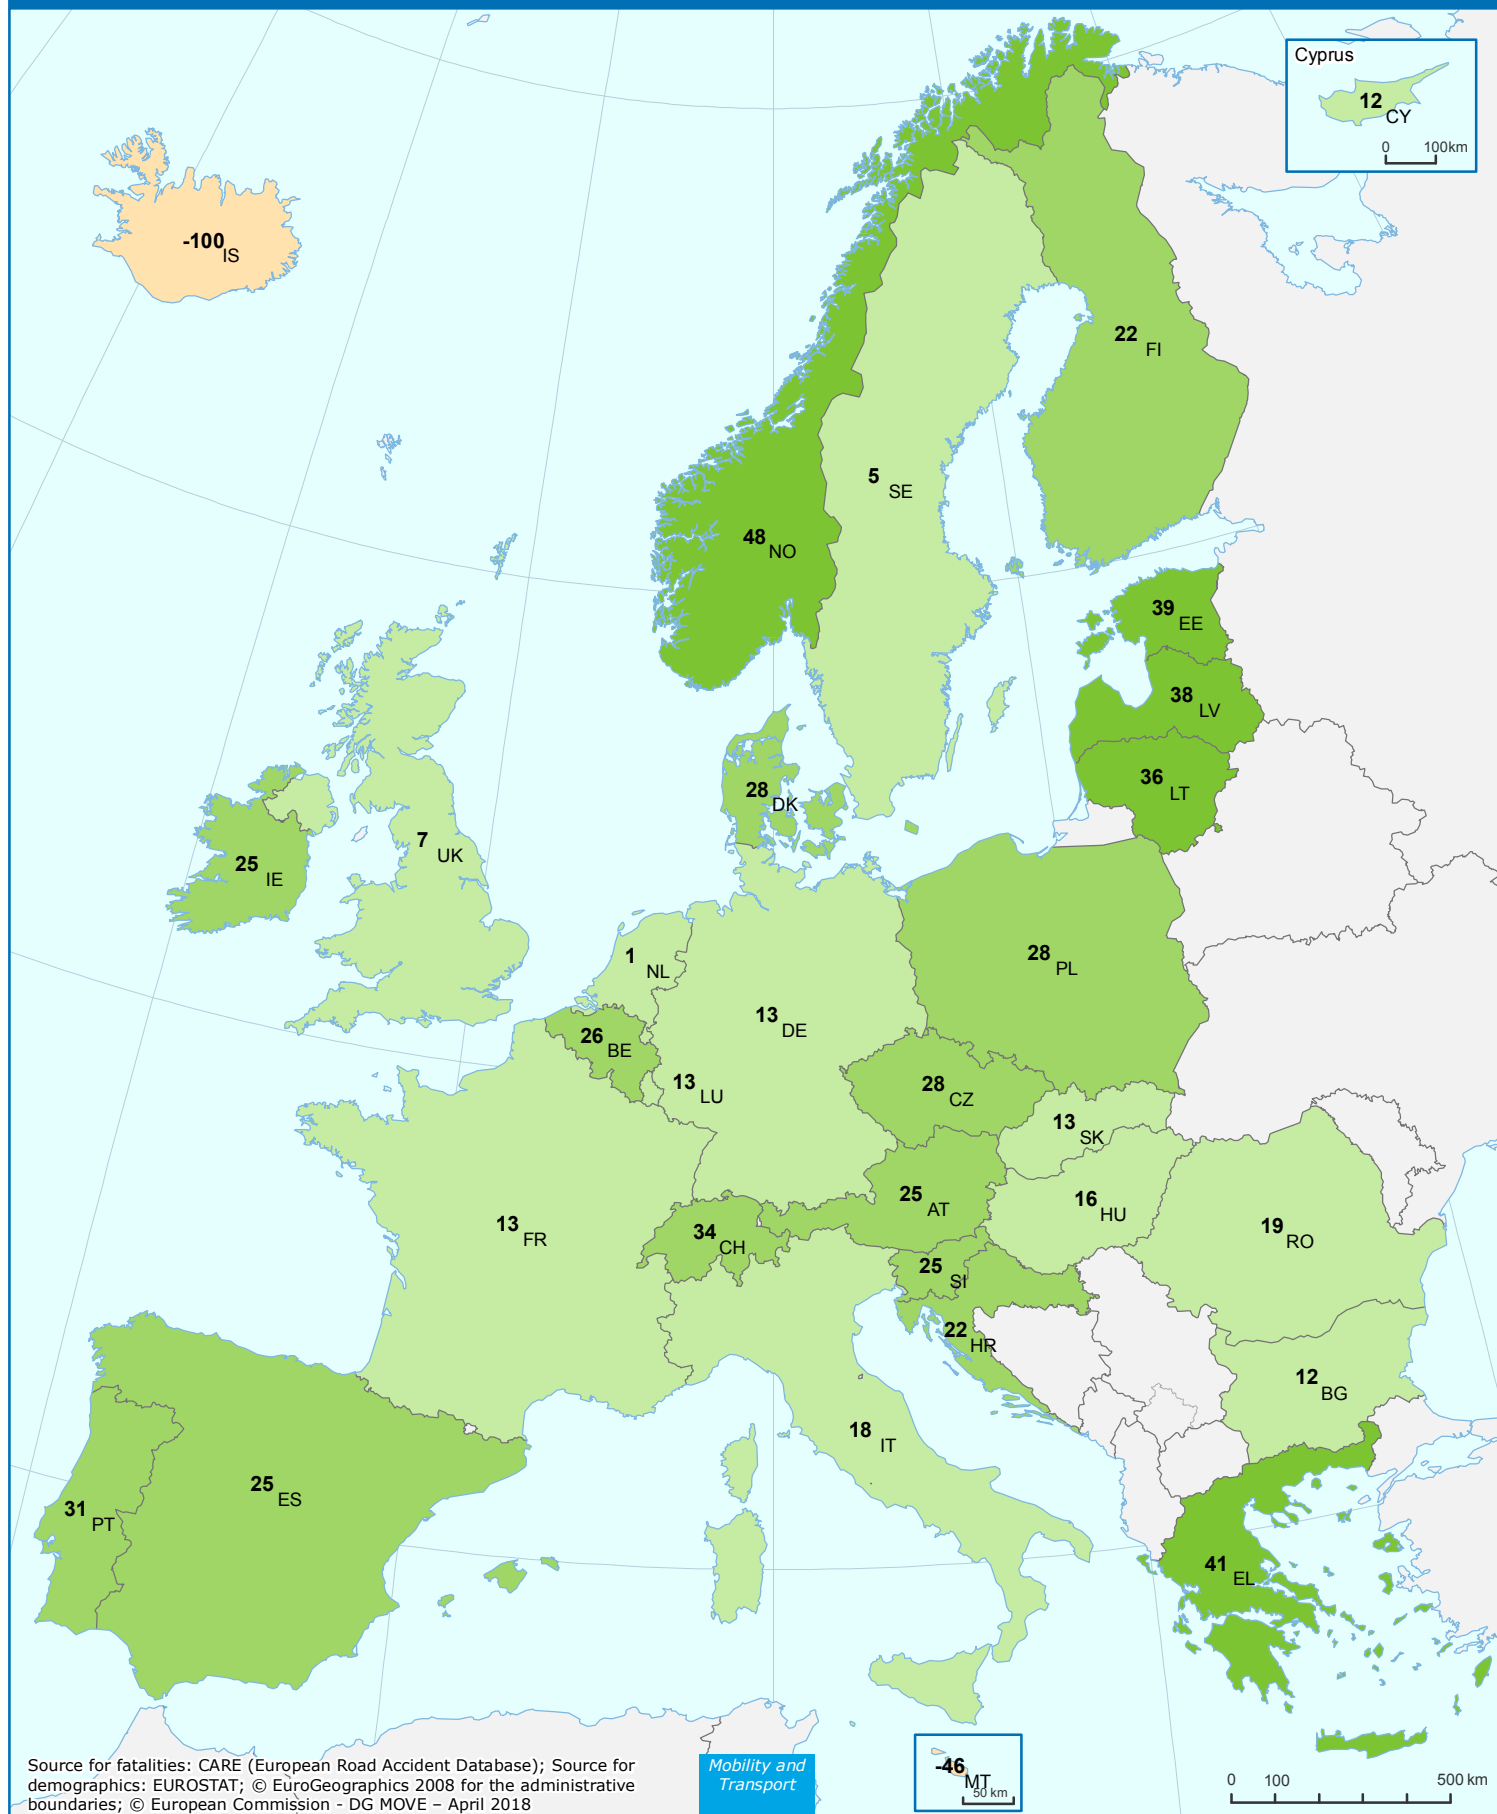 Cyprus
12
CY
0 100km
-100
IS
22
FI
5
SE
48
NO
39
EE
38
LV
36
LT
28
DK
7
UK
25
IE
1
NL
28
PL
13
DE
26
BE
13
LU
28
CZ
13
SK
25
AT
16
HU
19
RO
13
FR
34
CH
25
SI
22
HR
12
BG
18
IT
25
ES
31
PT
41
EL
Source for fatalities: CARE (European Road Accident Database); Source for
demographics: EUROSTAT; © EuroGeographics 2008 for the administrative
boundaries; © European Commission - DG MOVE – April 2018
Mobility and
Transport
-46
MT
50 km
0 100 500 km